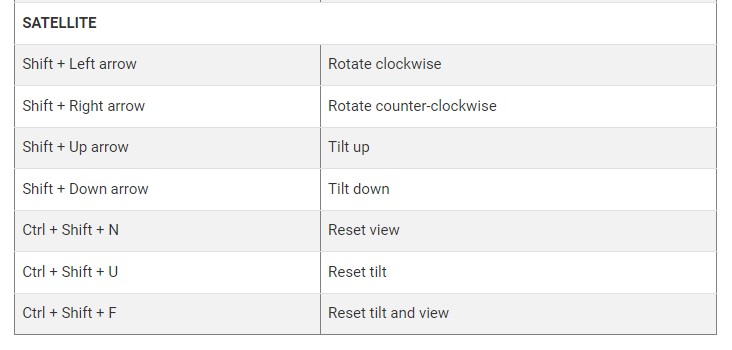 SATELLITE
Shift + Left arrow Rotate clockwise
Shift + Right arrow Rotate counter-clockwise
Shift + Up arrow Tilt up
Shift + Down arrow Tilt down
Ctrl + Shift + N Reset view
Ctrl + Shift + U Reset tilt
Ctrl + Shift + F Reset tilt and view